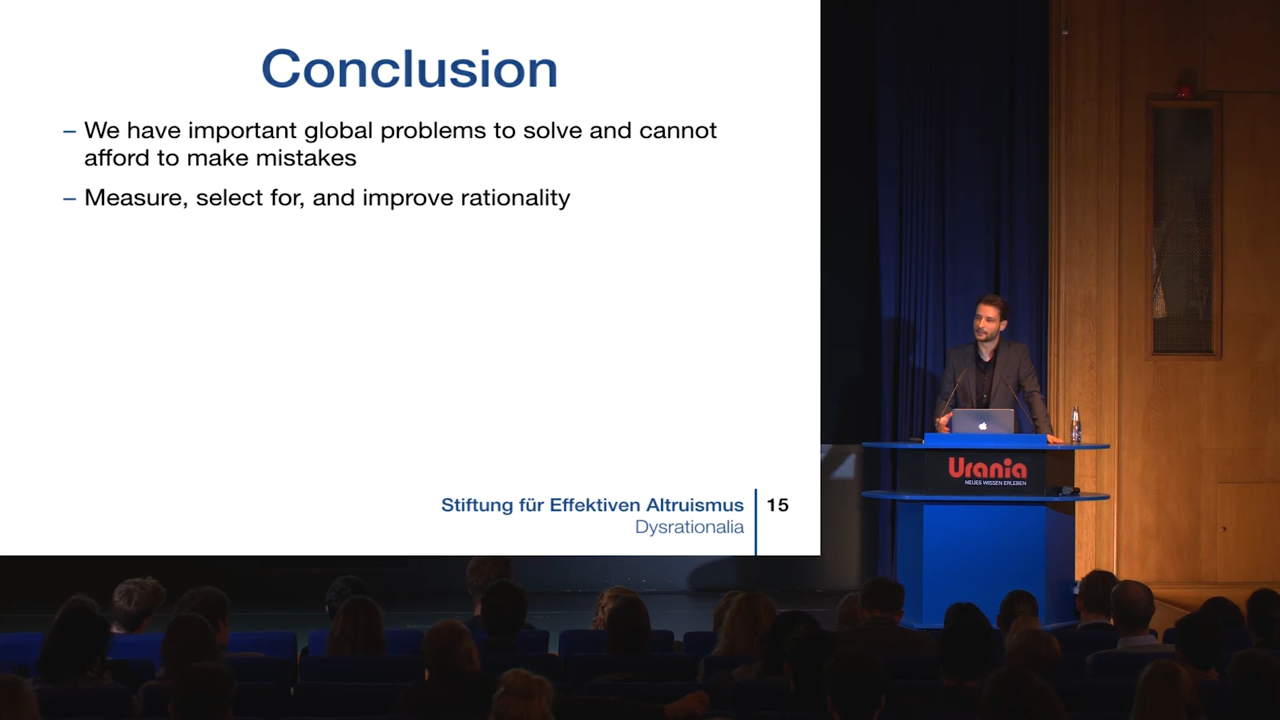 Conclusion
– We have important global problems to solve and cannot
afford to make mistakes
– Measure, select for, and improve rationality
Stiftung für Effektiven Altruismus
Dysrationalia
15
Urania
NEUES WISSEN ERLEBEN